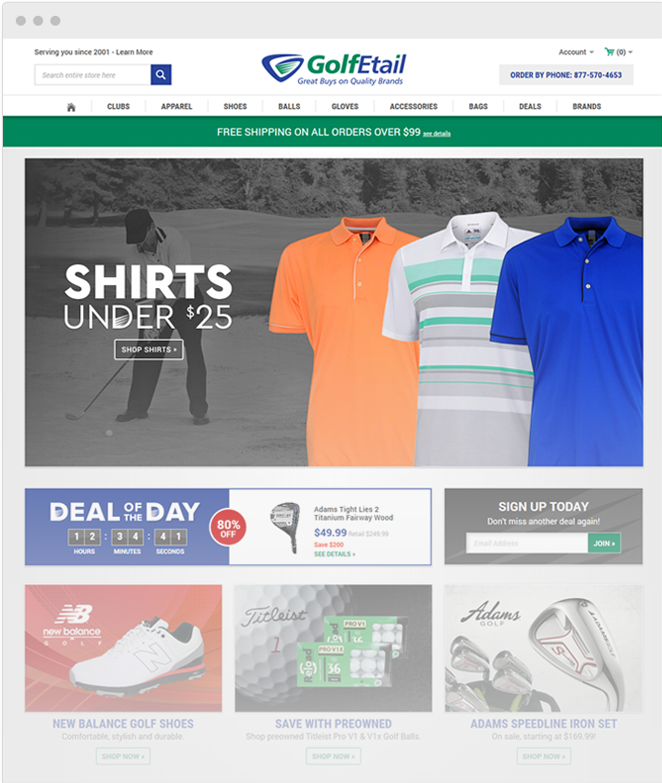 Serving you since 2001 - Learn More
Account
(0)
Search entire store here
GolfEtail
Great Buys on Quality Brands
ORDER BY PHONE: 877-570-4653
CLUBS APPAREL SHOES BALLS GLOVES ACCESSORIES BAGS DEALS BRANDS
FREE SHIPPING ON ALL ORDERS OVER $99 see details
SHIRTS
UNDER $25
SHOP SHIRTS »
DEAL OF THE DAY
12 : 34 : 41
HOURS MINUTES SECONDS
80%
OFF
Adams Tight Lies 2
Titanium Fairway Wood
$49.99 Retail $249.99
Save $200
SEE DETAILS »
SIGN UP TODAY
Don't miss another deal again!
Email Address
JOIN »
NB
new balance
GOLF
Titleist
1
PRO V1
PRO V1X
36
Adams
GOLF
NEW BALANCE GOLF SHOES
Comfortable, stylish and durable.
SHOP NOW »
SAVE WITH PREOWNED
Shop preowned Titleist Pro V1 & V1x Golf Balls.
SHOP NOW »
ADAMS SPEEDLINE IRON SET
On sale, starting at $169.99!
SHOP NOW »